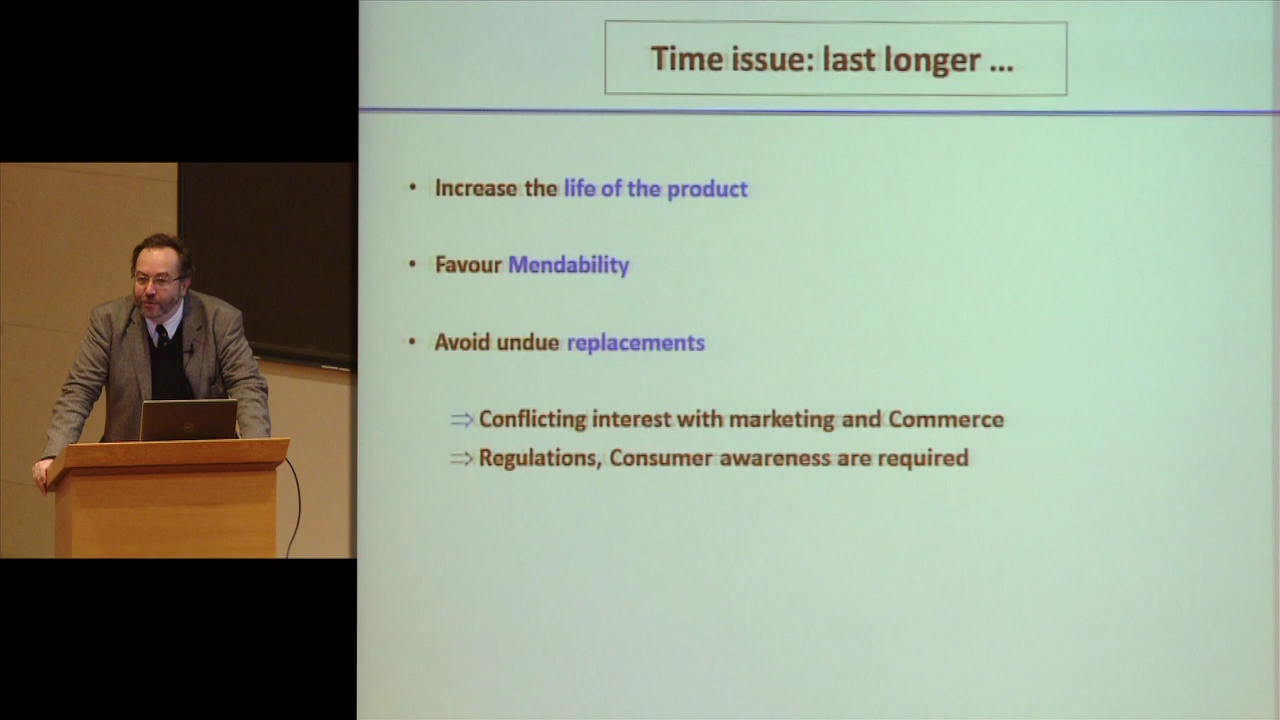 Time issue: last longer ...
• Increase the life of the product
• Favour Mendability
• Avoid undue replacements
⇒ Conflicting interest with marketing and Commerce
⇒ Regulations, Consumer awareness are required